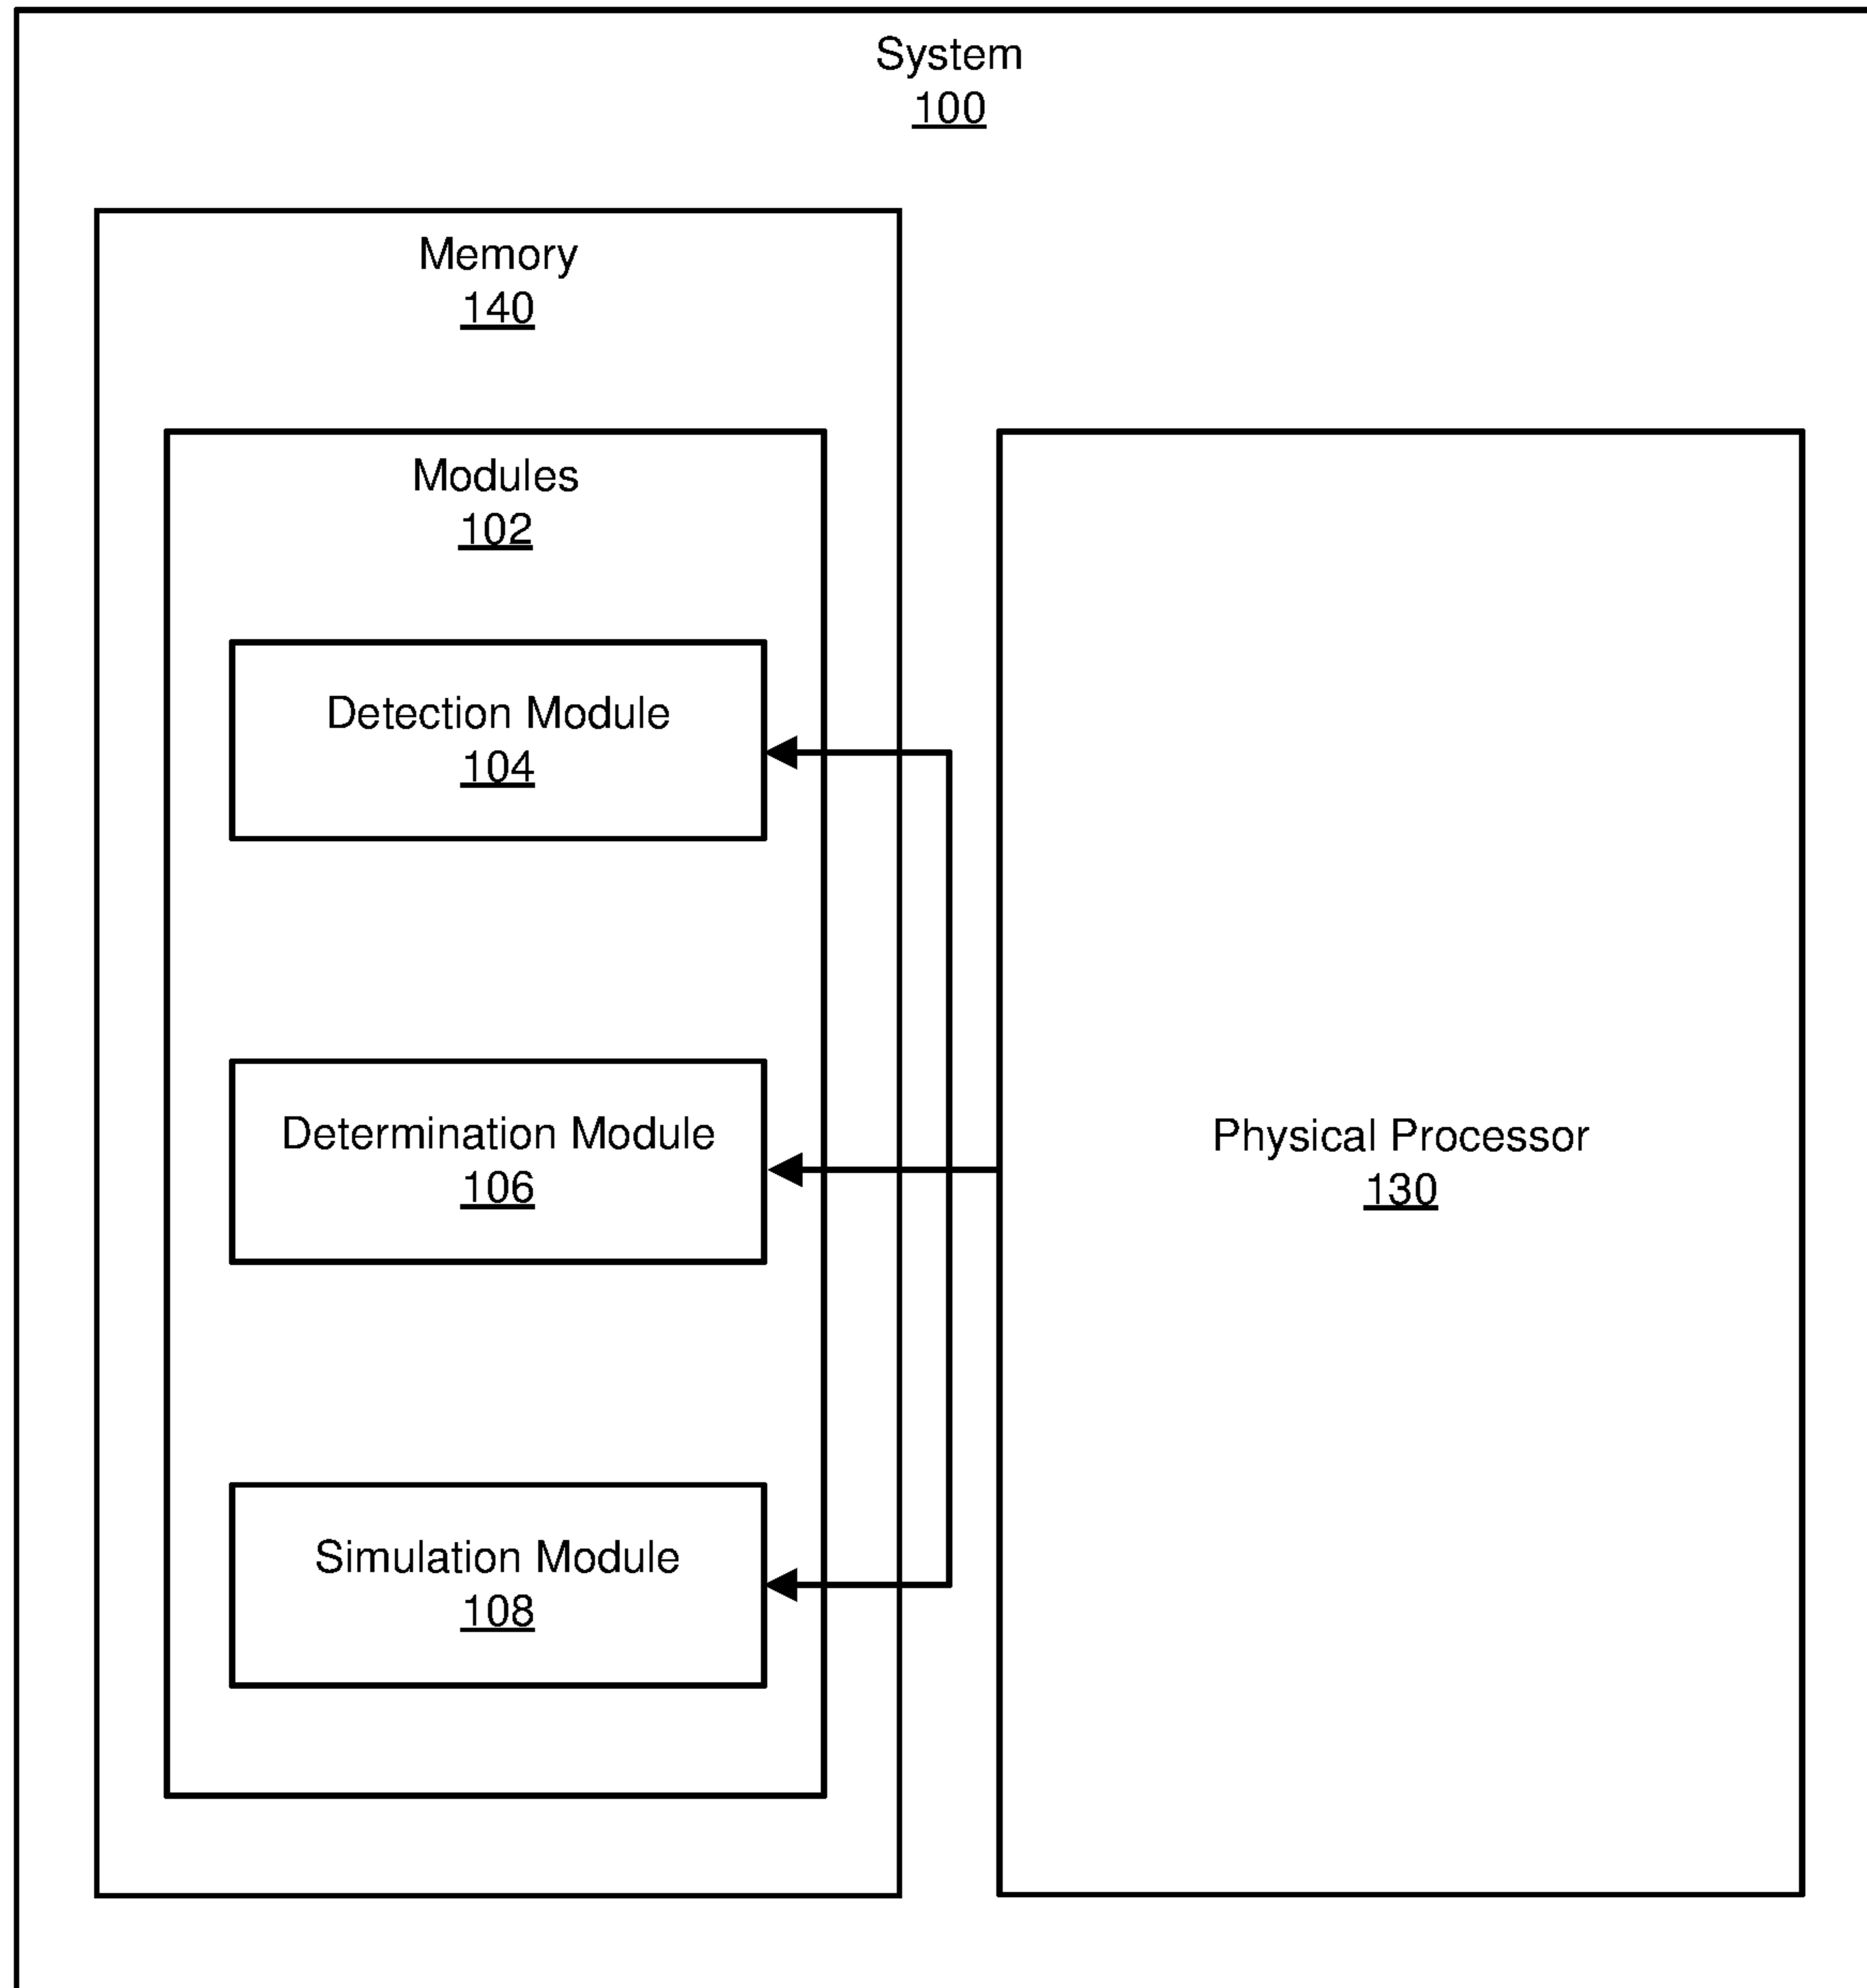 System
100
Memory
140
Modules
102
Detection Module
104
Determination Module
106
Simulation Module
108
Physical Processor
130